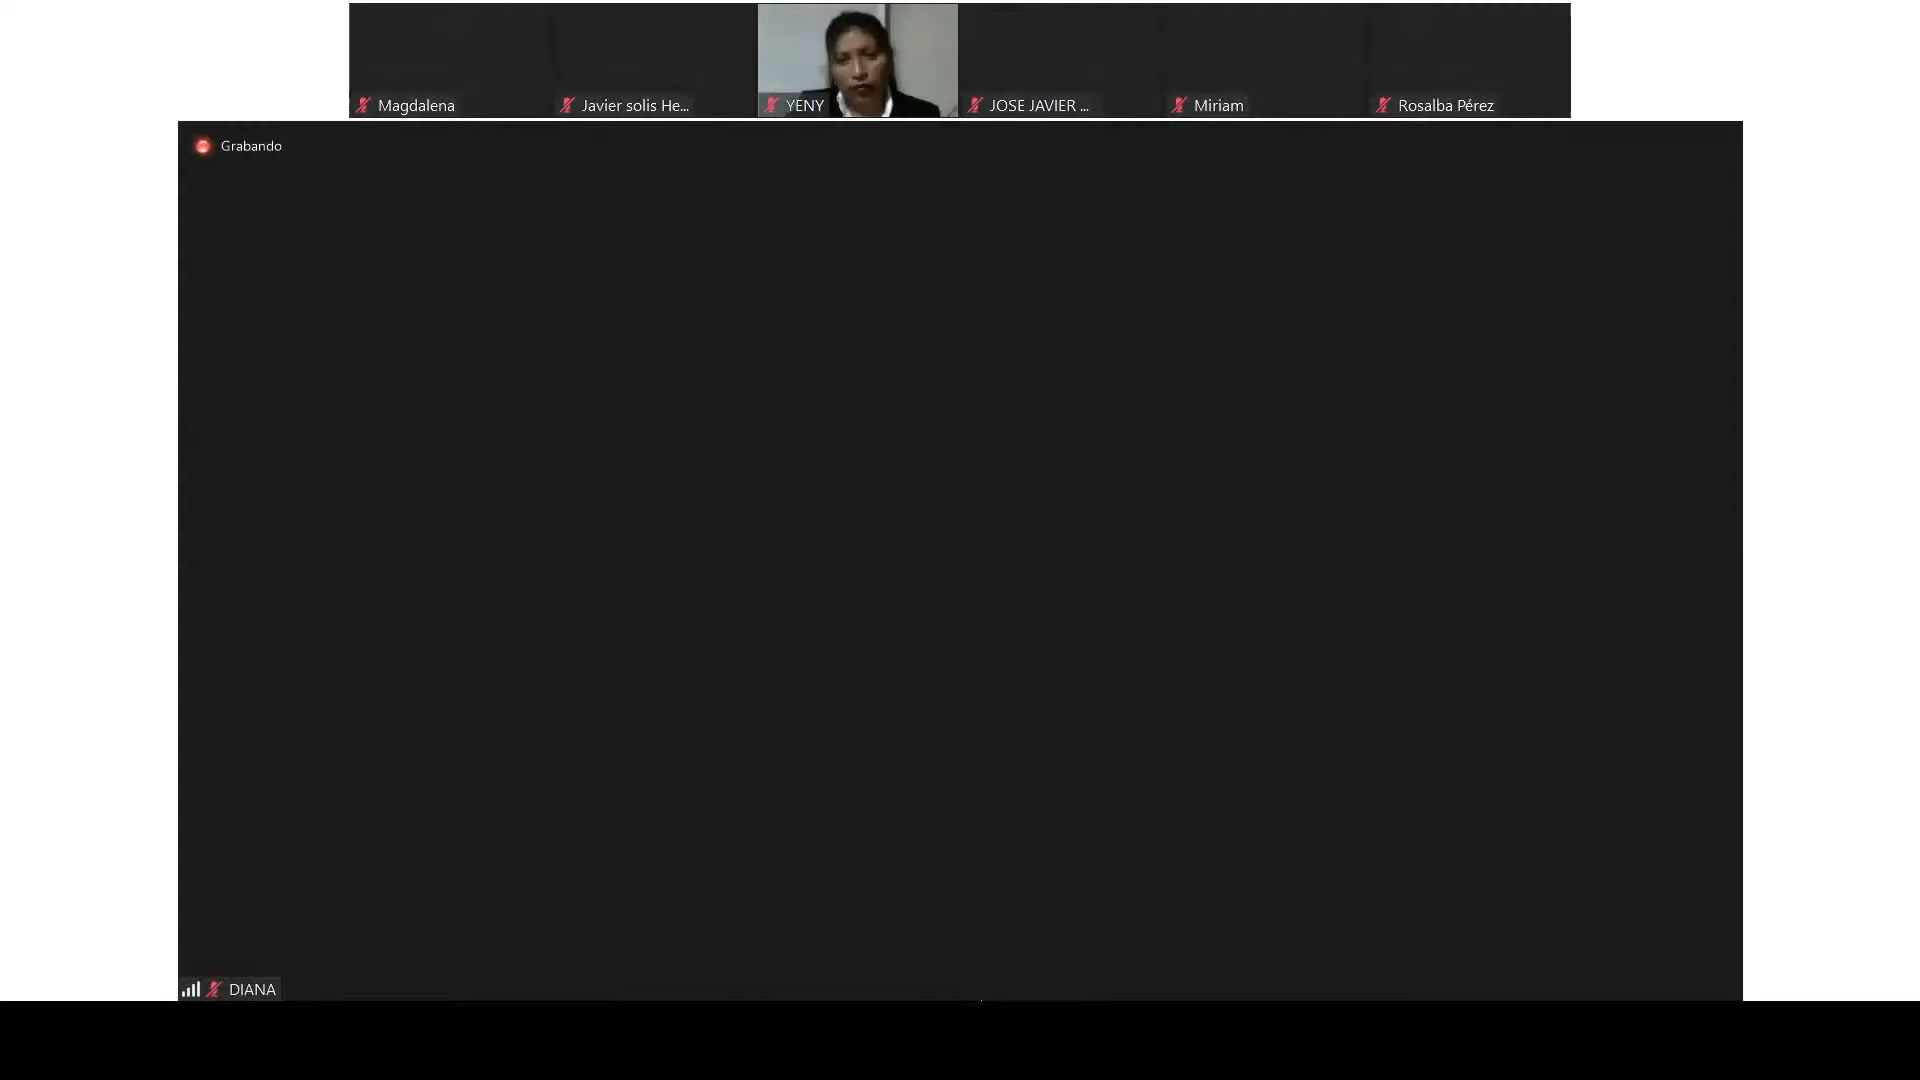 Magdalena
Javier solis He...
YENY
JOSE JAVIER ...
Miriam
Rosalba Pérez
Grabando
DIANA